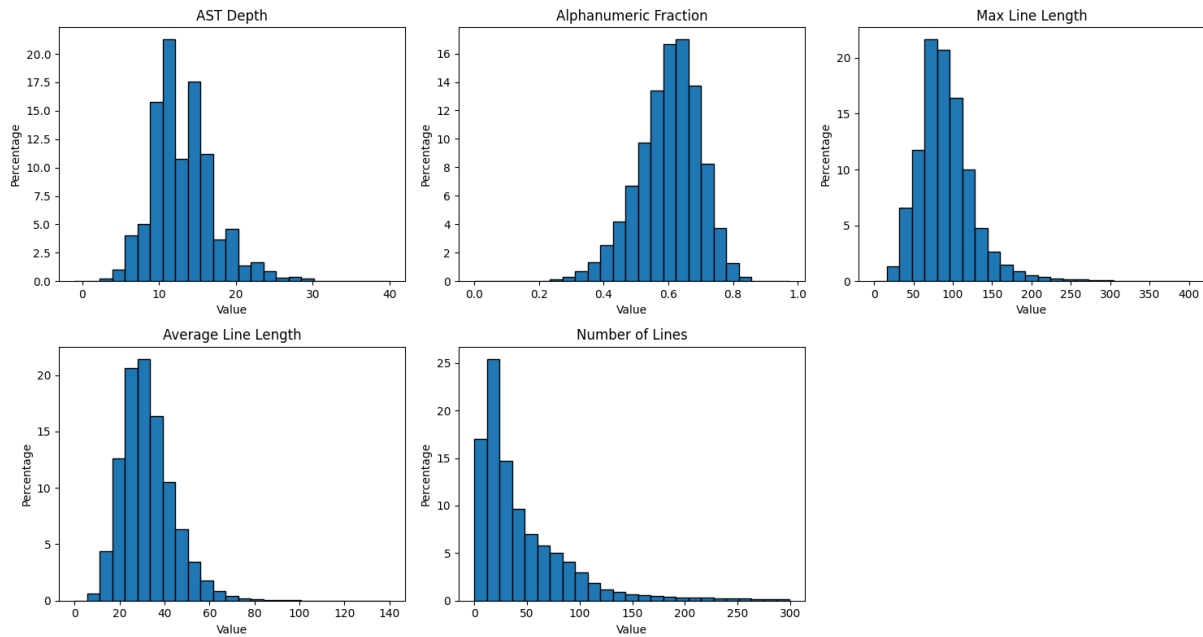 AST Depth
Percentage
20.0
17.5
15.0
12.5
10.0
7.5
5.0
2.5
0.0
0 10 20 30 40
Value
Alphanumeric Fraction
Percentage
16
14
12
10
8
6
4
2
0
0.0 0.2 0.4 0.6 0.8 1.0
Value
Max Line Length
Percentage
20
15
10
5
0
0 50 100 150 200 250 300 350 400
Value
Average Line Length
Percentage
20
15
10
5
0
0 20 40 60 80 100 120 140
Value
Number of Lines
Percentage
25
20
15
10
5
0
0 50 100 150 200 250 300
Value